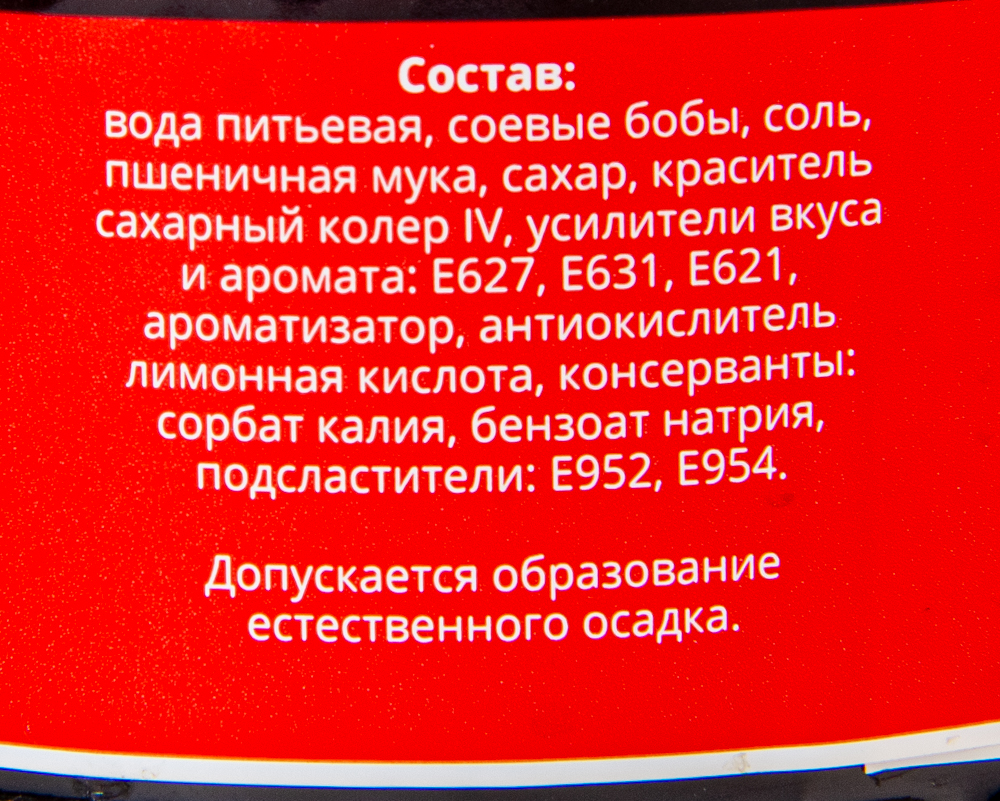 Состав:
вода питьевая, соевые бобы, соль,
пшеничная мука, сахар, краситель
сахарный колер IV, усилители вкуса
и аромата: Е627, Е631, Е621,
ароматизатор, антиокислитель
лимонная кислота, консерванты:
сорбат калия, бензоат натрия,
подсластители: Е952, Е954.
Допускается образование
естественного осадка.